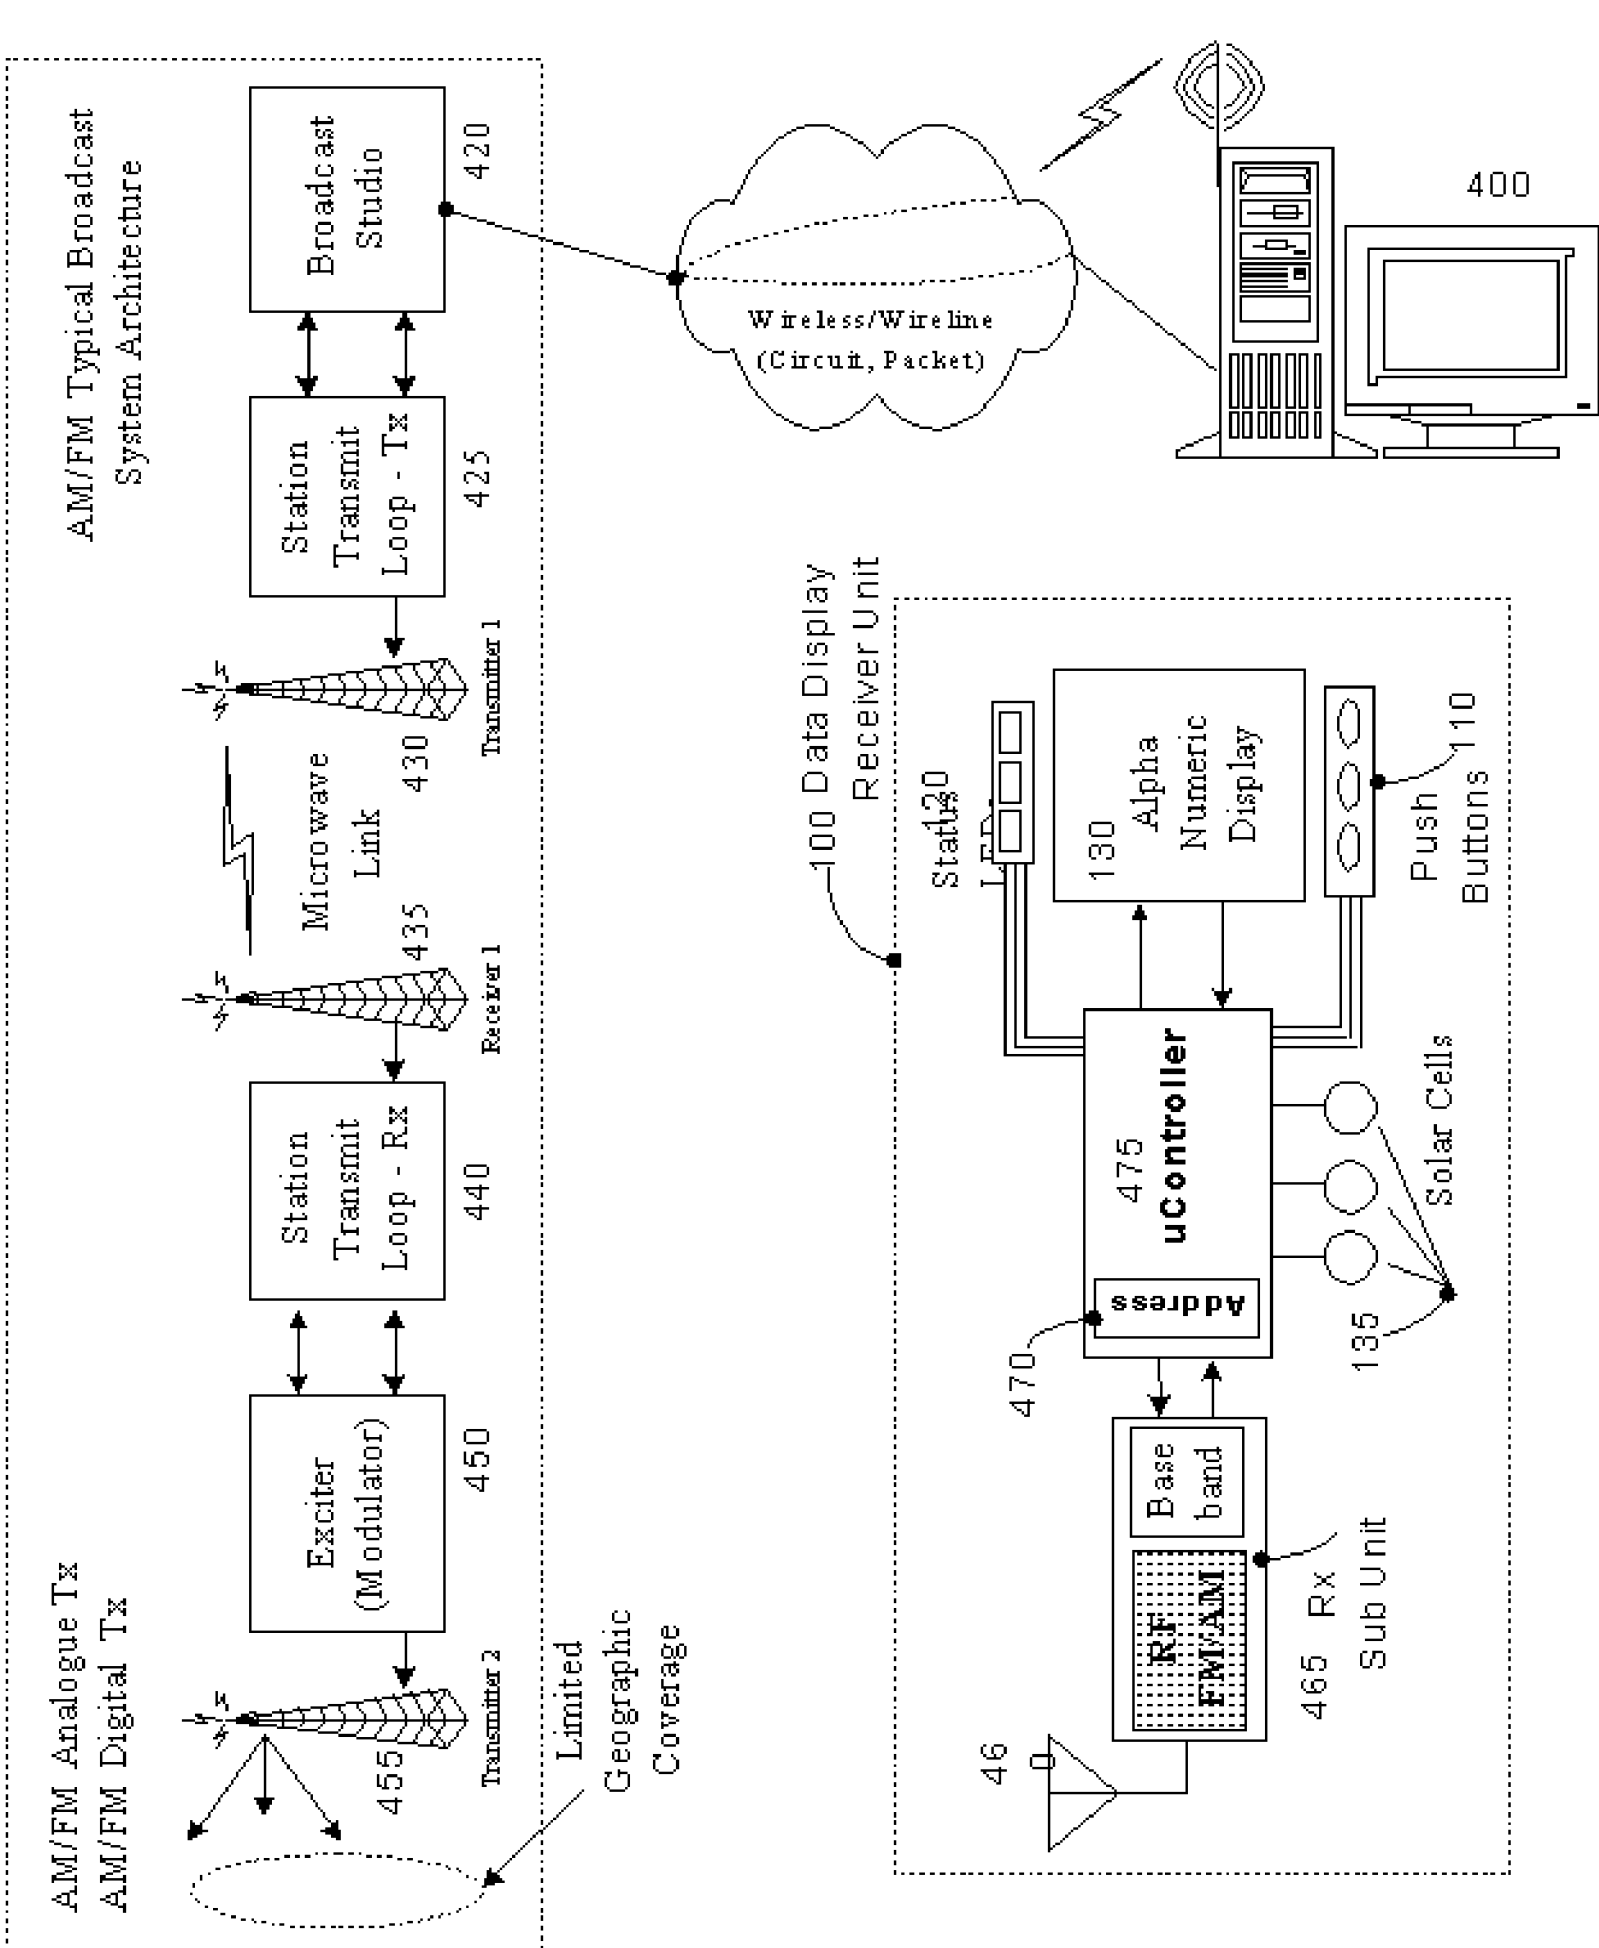 AM/FM Analogue Tx
AM/FM Digital Tx
AM/FM Typical Broadcast
System Architecture
455
Transmitter 2
Exciter
(Modulator)
450
Station
Transmit
Loop - Rx
440
435
Receiver 1
Microwave
Link
430
Transmitter 1
Station
Transmit
Loop - Tx
425
Broadcast
Studio
420
Limited
Geographic
Coverage
Wireless/Wireline
(Circuit, Packet)
400
100 Data Display
Receiver Unit
46
0
RF
FM/AM
Base
band
465 Rx
Sub Unit
470
Address
475
uController
135
Solar Cells
Status
120
130
Alpha
Numeric
Display
Push
110
Buttons